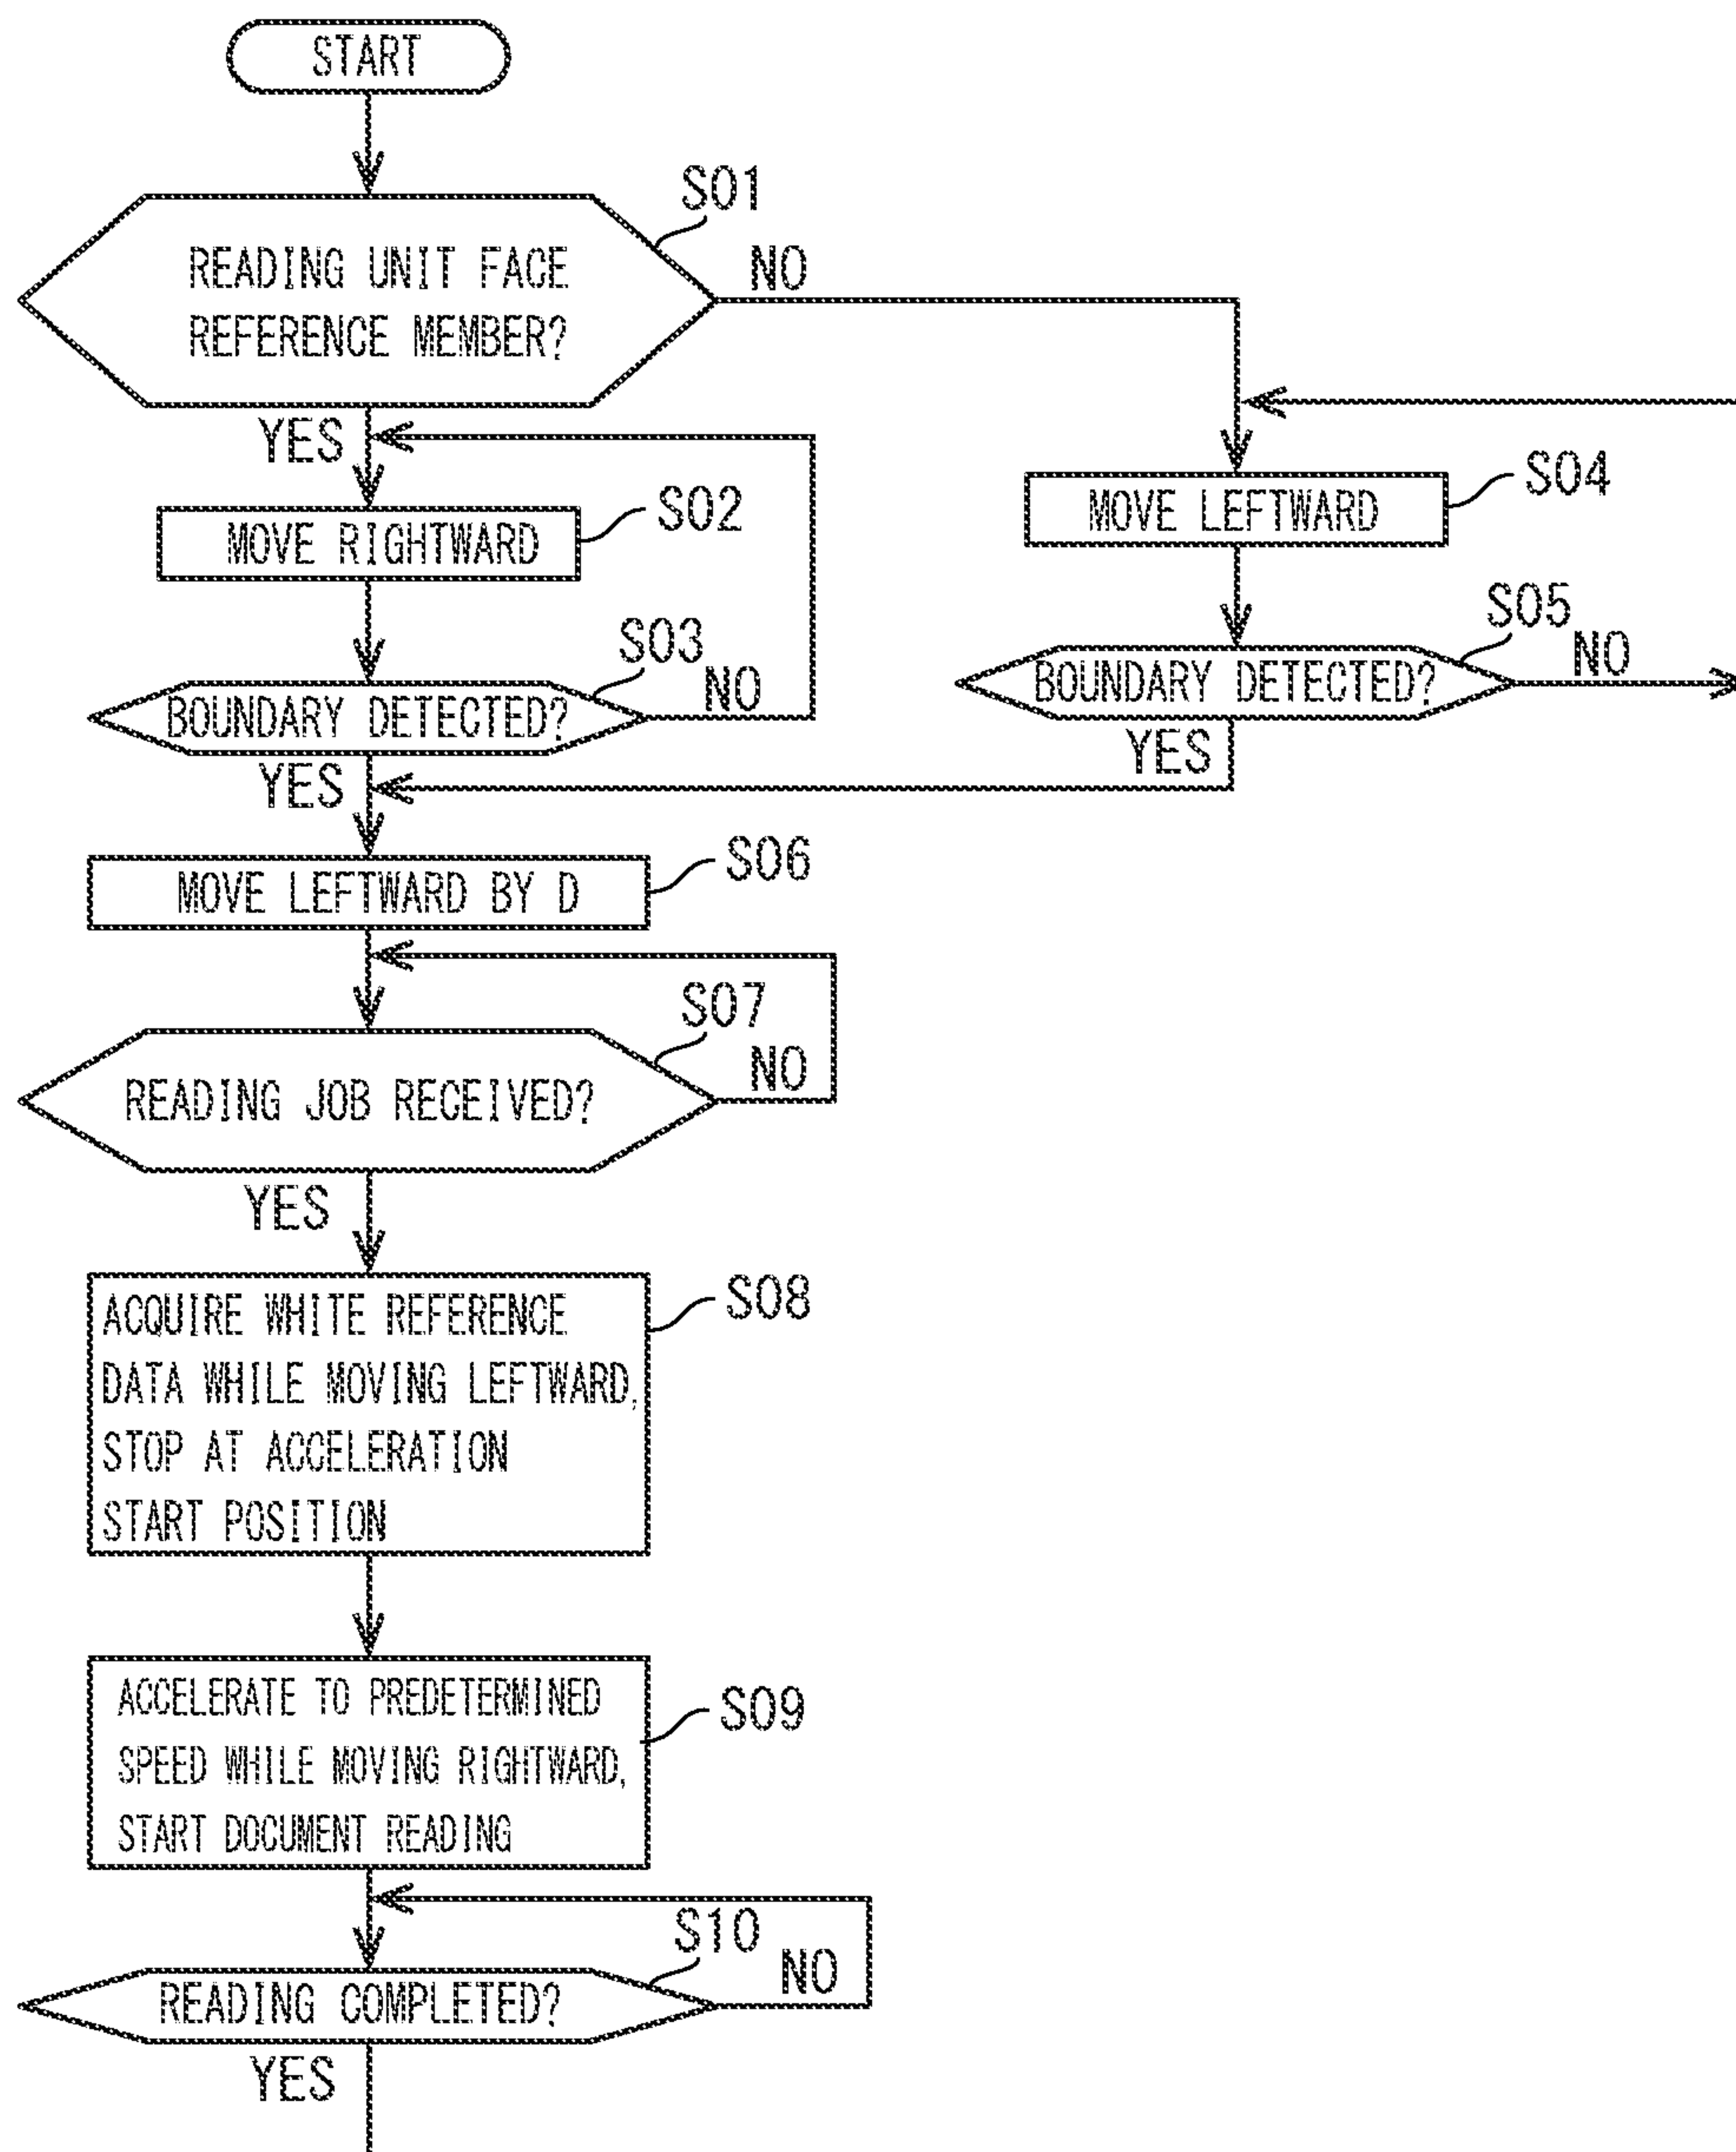 START
S01
READING UNIT FACE
REFERENCE MEMBER?
NO
YES
S02
MOVE RIGHTWARD
S03
BOUNDARY DETECTED?
NO
YES
S04
MOVE LEFTWARD
S05
BOUNDARY DETECTED?
NO
YES
S06
MOVE LEFTWARD BY D
S07
READING JOB RECEIVED?
NO
YES
S08
ACQUIRE WHITE REFERENCE
DATA WHILE MOVING LEFTWARD,
STOP AT ACCELERATION
START POSITION
S09
ACCELERATE TO PREDETERMINED
SPEED WHILE MOVING RIGHTWARD,
START DOCUMENT READING
S10
READING COMPLETED?
NO
YES